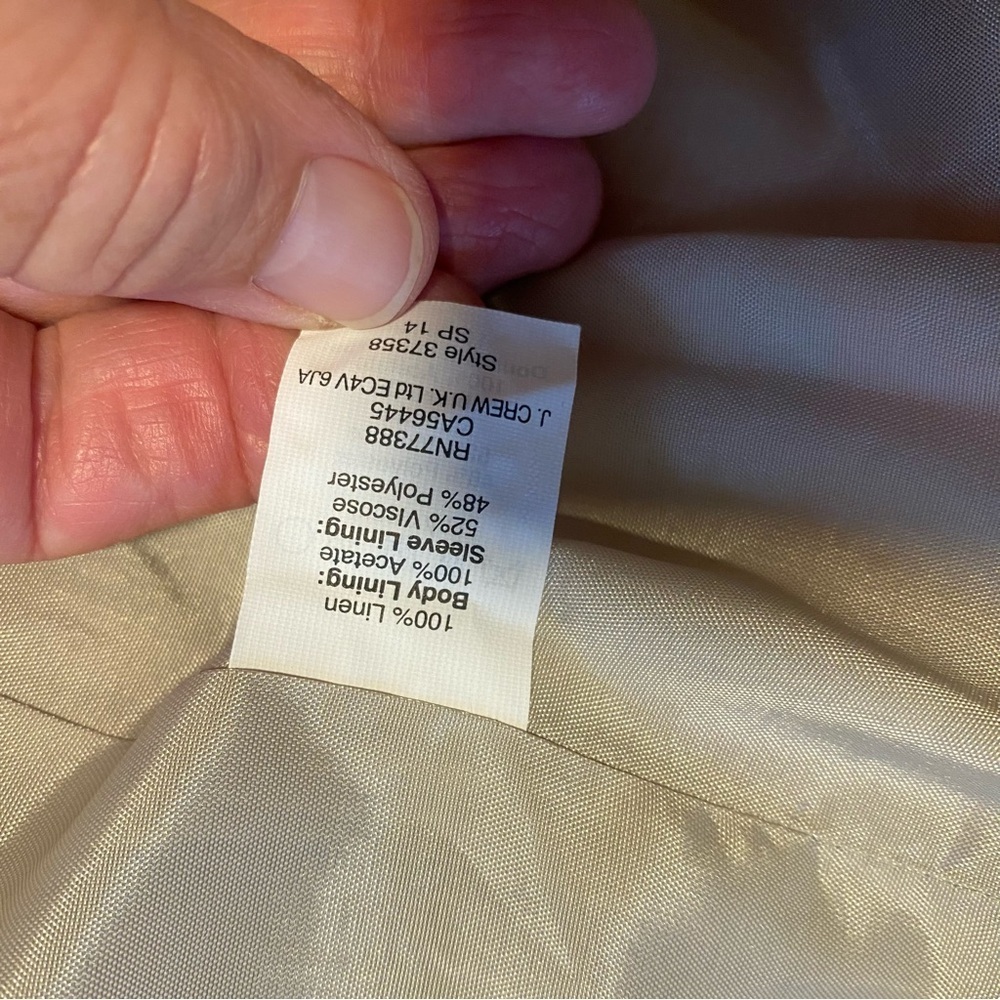 100% Linen
Body Lining:
100% Acetate
Sleeve Lining:
52% Viscose
48% Polyester
RN77388
CA56445
J. CREW U.K. Ltd EC4V 6JA
Style 37358
SP 14